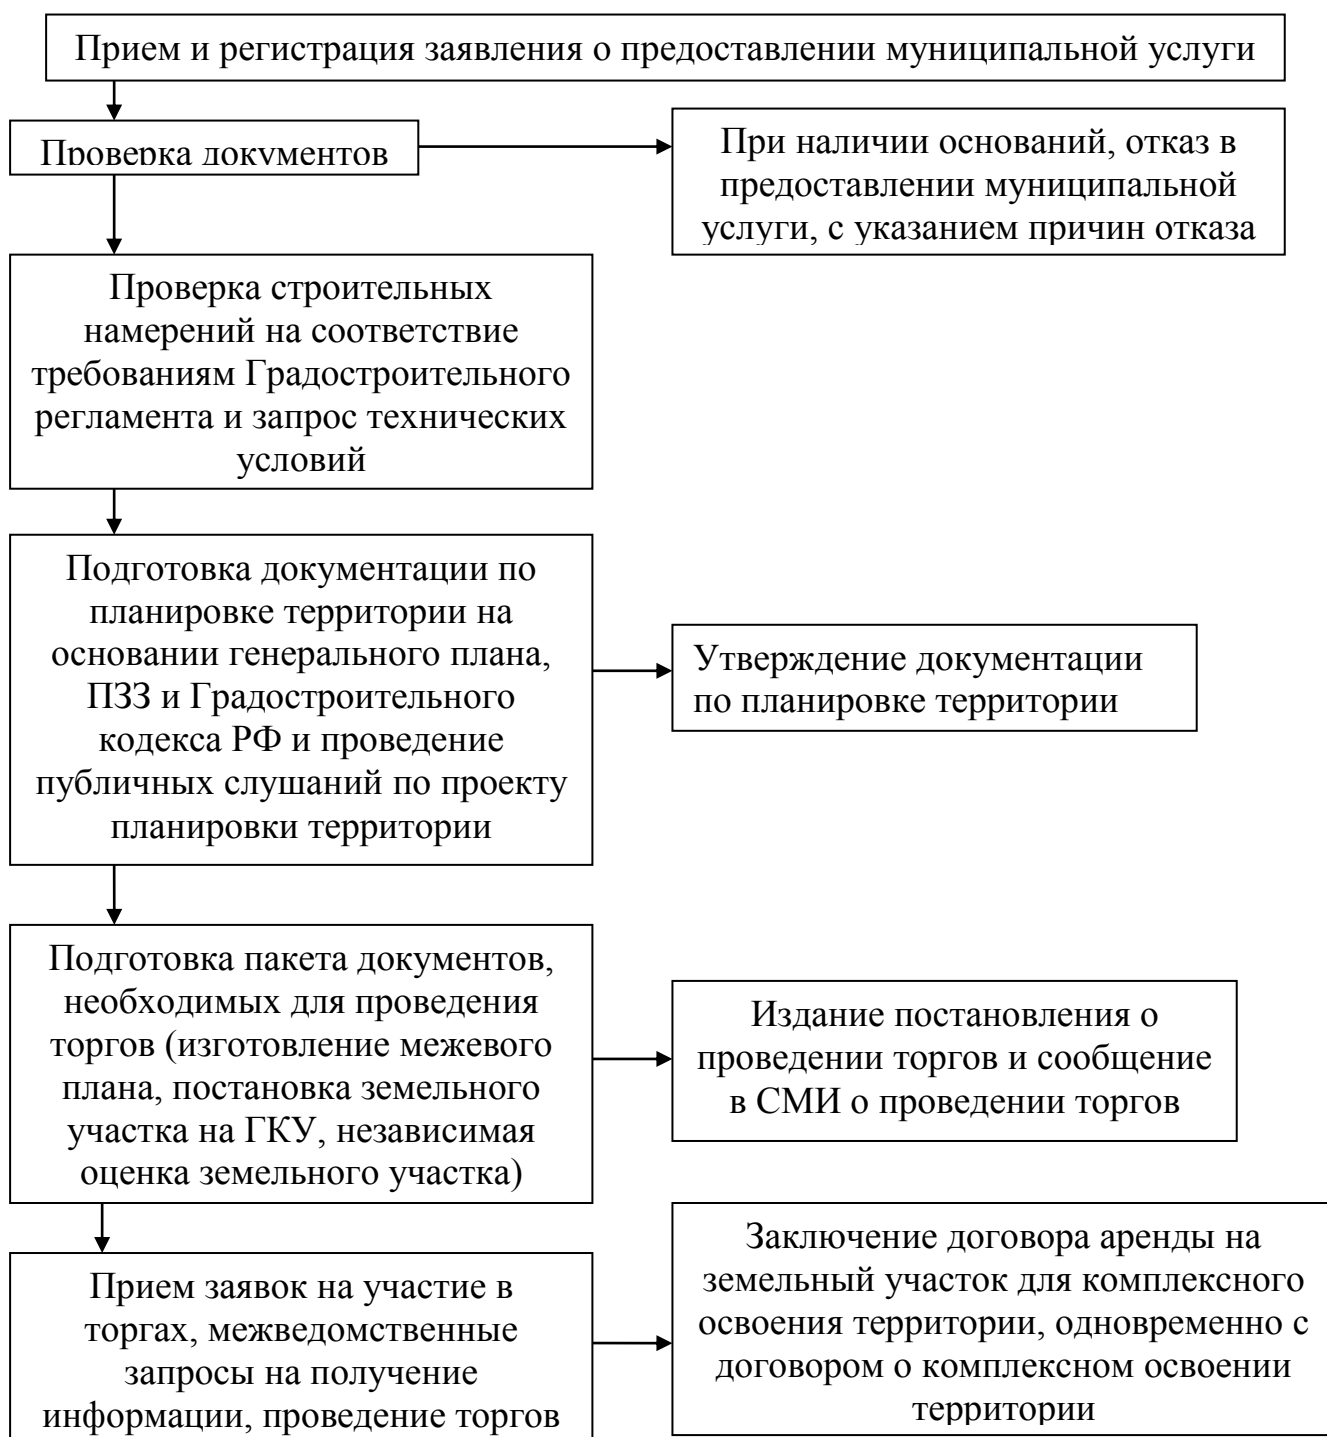 Прием и регистрация заявления о предоставлении муниципальной услуги
Проверка документов
При наличии оснований, отказ в
предоставлении муниципальной
услуги, с указанием причин отказа
Проверка строительных
намерений на соответствие
требованиям Градостроительного
регламента и запрос технических
условий
Подготовка документации по
планировке территории на
основании генерального плана,
ПЗЗ и Градостроительного
кодекса РФ и проведение
публичных слушаний по проекту
планировки территории
Утверждение документации
по планировке территории
Подготовка пакета документов,
необходимых для проведения
торгов (изготовление межевого
плана, постановка земельного
участка на ГКУ, независимая
оценка земельного участка)
Издание постановления о
проведении торгов и сообщение
в СМИ о проведении торгов
Прием заявок на участие в
торгах, межведомственные
запросы на получение
информации, проведение торгов
Заключение договора аренды на
земельный участок для комплексного
освоения территории, одновременно с
договором о комплексном освоении
территории